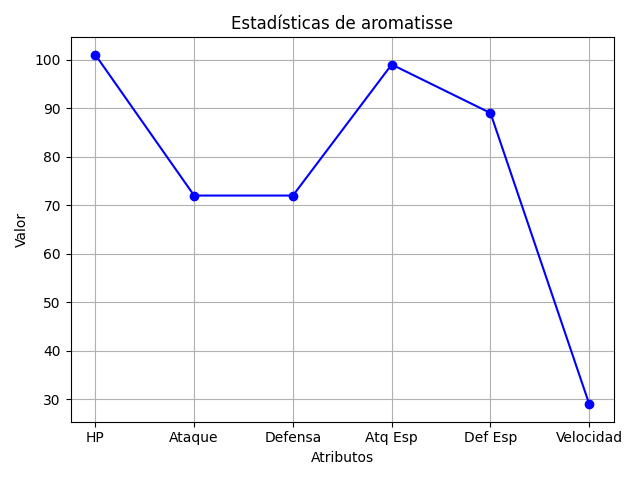 Estadísticas de aromatisse
Valor
100
90
80
70
60
50
40
30
HP Ataque Defensa Atq Esp Def Esp Velocidad
Atributos